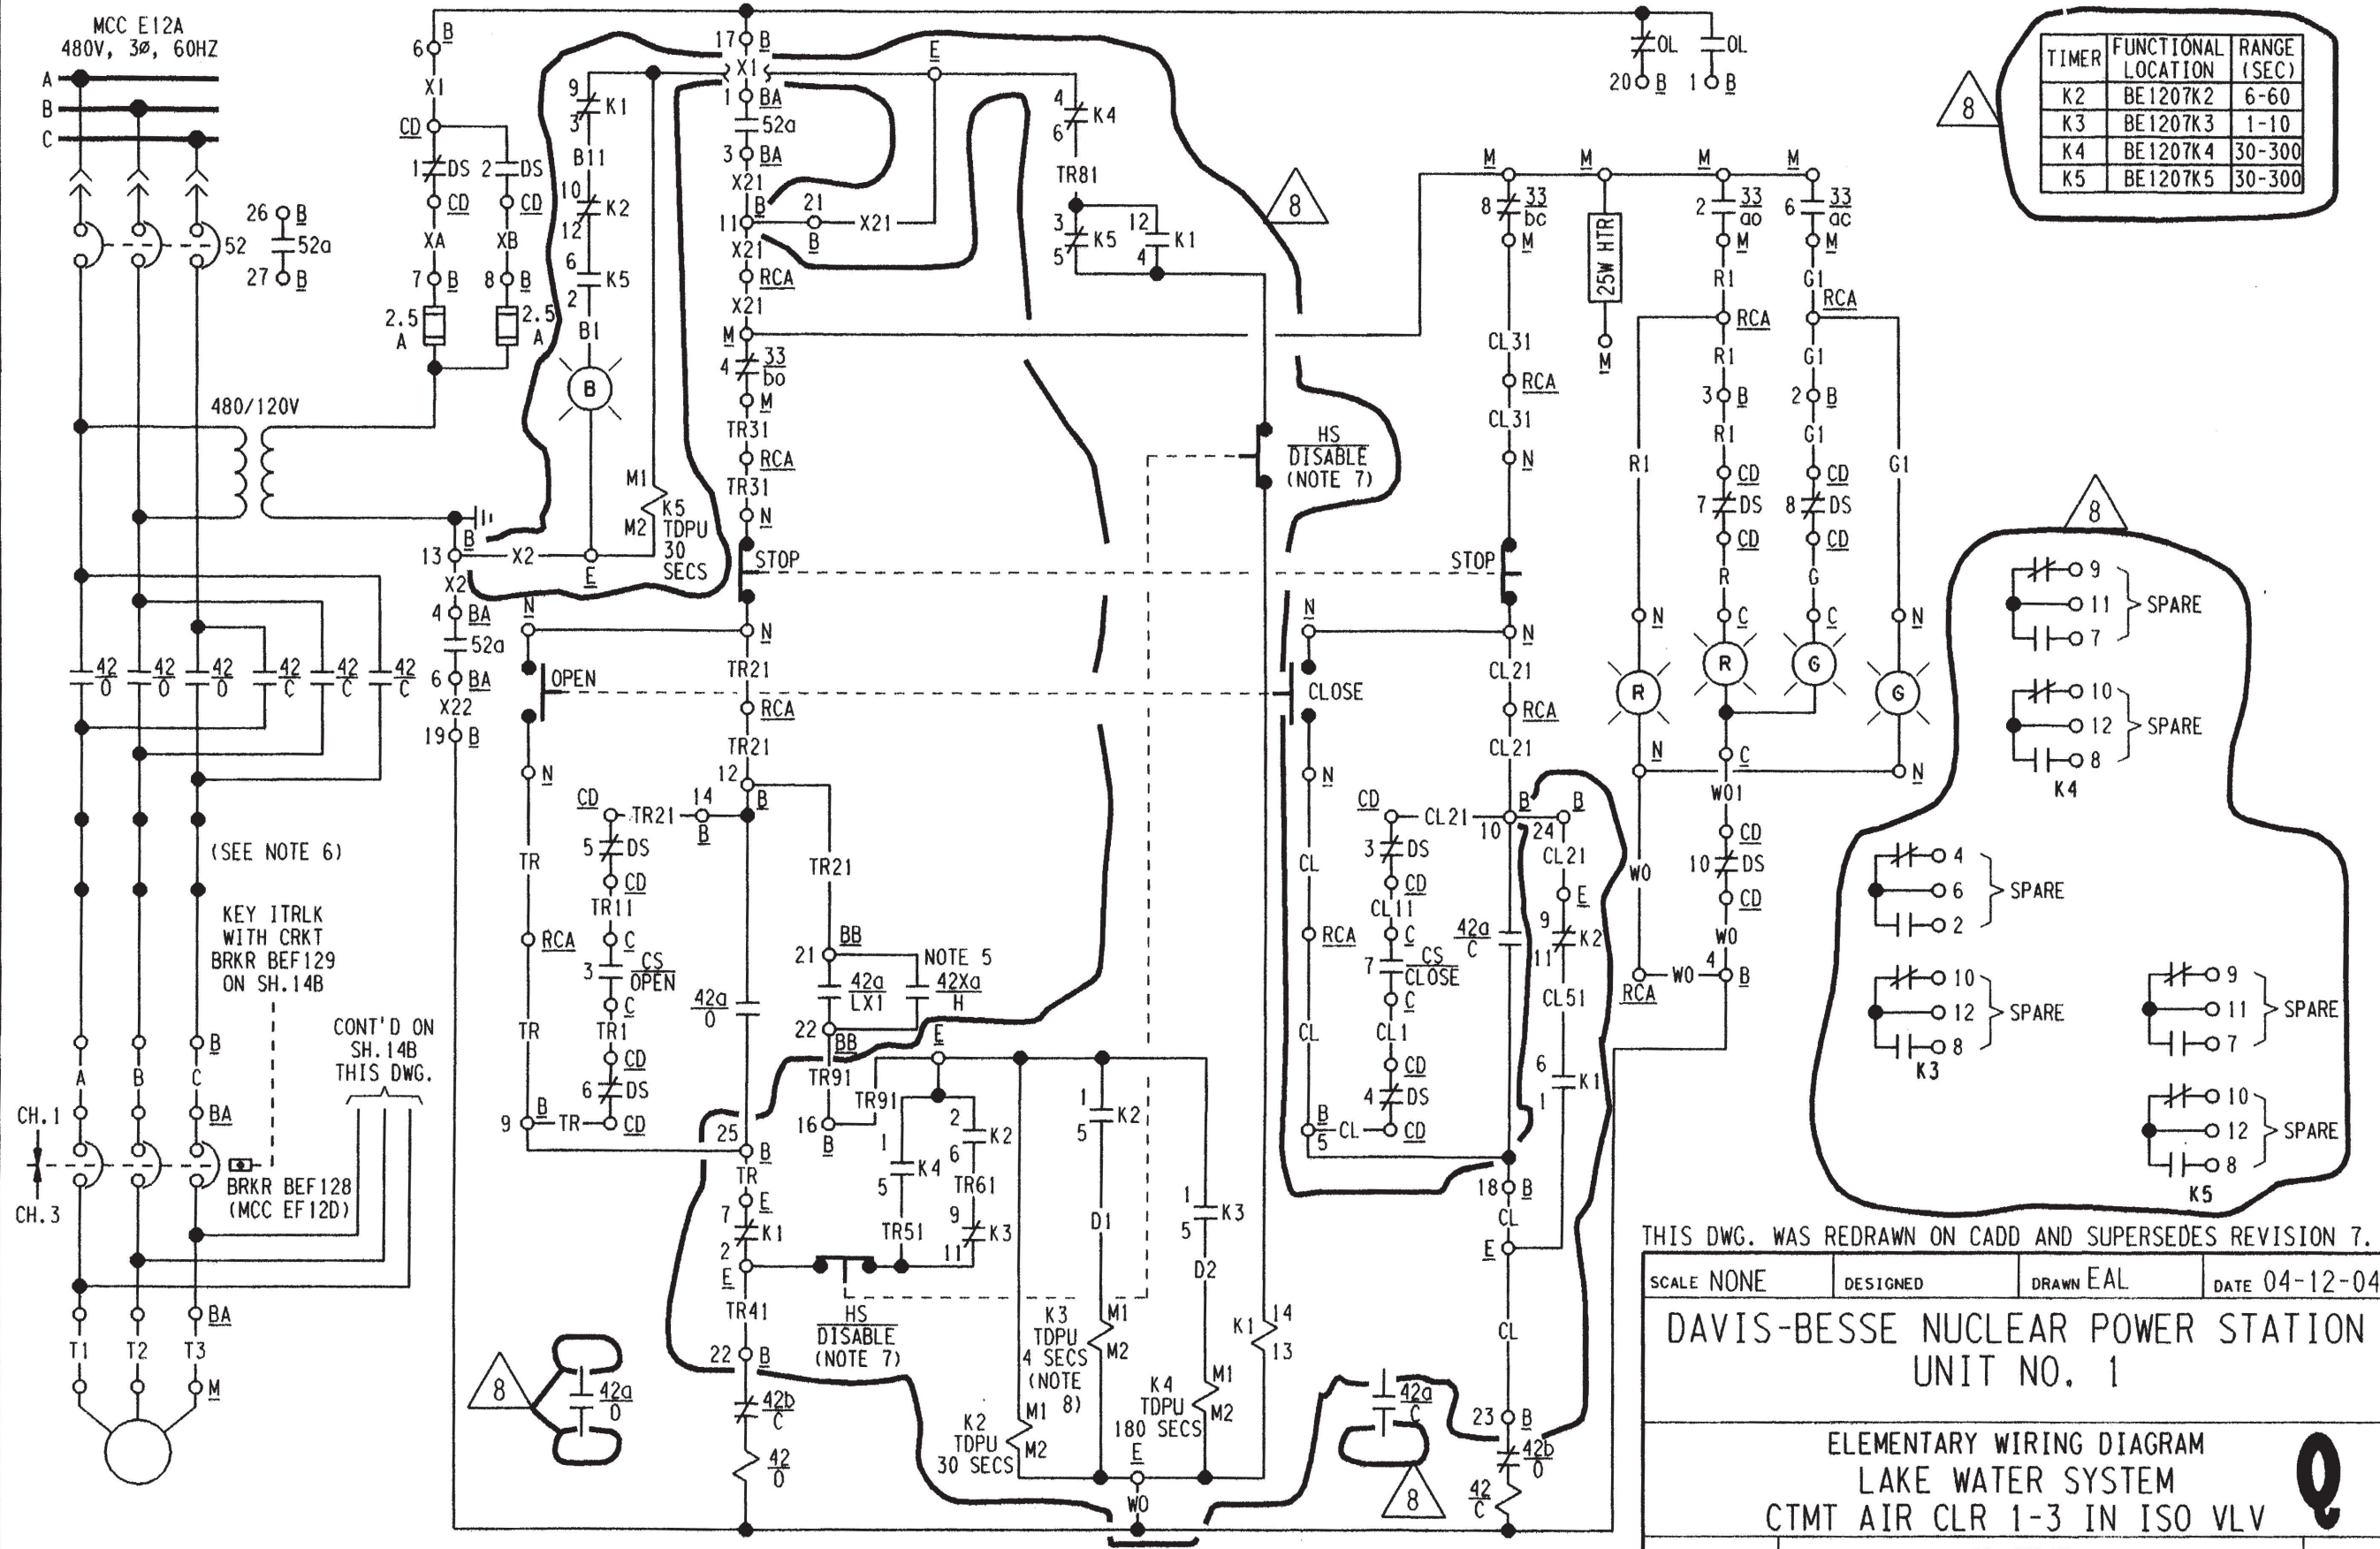 MCC E12A
480V, 3ø, 60HZ
A
B
C
52
26 B
52a
27 B
6 B
X1
CD
1 DS 2 DS
CD CD
XA XB
7 B 8 B
2.5 A
2.5 A
480/120V
9 K1
3
B11
10 K2
12
6 K5
2
B1
B
M1
M2
K5
TDPU
30
SECS
B
13 X2
E
X2
4 BA
52a
6 BA
X22
19 B
17 B
X1
1 BA
52a
3 BA
X21
B
11
21
B
X21
E
X21
RCA
X21
M
4 33
bo
M
TR31
RCA
TR31
N
STOP
N
N
TR21
OPEN
RCA
TR21
12
B
N
TR
RCA
TR
9 B
TR
CD
CD
TR21
14
B
5 DS
CD
TR11
C
3 CS
OPEN
C
TR1
CD
6 DS
42a
O
TR21
BB
21
NOTE 5
42a
LX1
42Xa
H
22
BB
TR91
16
B
TR91
E
25
B
TR
E
7 K1
2
E
TR41
22 B
42b
C
42
O
1 K4
5
TR51
2 K2
6
TR61
9 K3
11
HS
DISABLE
(NOTE 7)
1 K2
5
D1
1 K3
5
D2
K2
TDPU
30 SECS
M1
M2
K3
TDPU
4 SECS
(NOTE
8)
M1
M2
K4
TDPU
180 SECS
M1
M2
K1 14
13
E
WO
4 K4
6
TR81
3 K5
5
12 K1
4
HS
DISABLE
(NOTE 7)
8
OL OL
20 B 1 B
M M M M
8 33
bc
M
CL31
RCA
CL31
N
STOP
N
N
CL21
CLOSE
RCA
CL21
B B
10 24
N
CL
RCA
CL
B
5
CL
CD
CD
CL21
3 DS
CD
CL11
C
7 CS
CLOSE
C
CL1
CD
4 DS
42a
C
CL21
E
9 K2
11
CL51
6 K1
1
18 B
CL
E
CL
23 B
42b
O
42
C
25W HTR
M
2 33
ao
M
R1
RCA
R1
3 B
R1
CD
7 DS
CD
R
C
R
6 33
ac
M
G1
RCA
G1
2 B
G1
CD
8 DS
CD
G
C
G
R1
N
R
N
G1
N
G
N
C
WO1
CD
10 DS
CD
WO
4
B
WO
RCA
WO
42 O
42 O
42 O
42 C
42 C
42 C
(SEE NOTE 6)
KEY ITRLK
WITH CRKT
BRKR BEF129
ON SH.14B
CONT'D ON
SH.14B
THIS DWG.
B
A B C
CH.1
BA
CH.3
BRKR BEF128
(MCC EF12D)
BA
T1 T2 T3
M
8
42a
O
42a
C
8
8
TIMER FUNCTIONAL LOCATION RANGE (SEC)
K2 BE1207K2 6-60
K3 BE1207K3 1-10
K4 BE1207K4 30-300
K5 BE1207K5 30-300
8
9
11 SPARE
7
10
12 SPARE
8
K4
4
6 SPARE
2
10
12 SPARE
8
K3
9
11 SPARE
7
10
12 SPARE
8
K5
THIS DWG. WAS REDRAWN ON CADD AND SUPERSEDES REVISION 7.
SCALE NONE DESIGNED DRAWN EAL DATE 04-12-04
DAVIS-BESSE NUCLEAR POWER STATION
UNIT NO. 1
ELEMENTARY WIRING DIAGRAM
LAKE WATER SYSTEM
CTMT AIR CLR 1-3 IN ISO VLV
Q